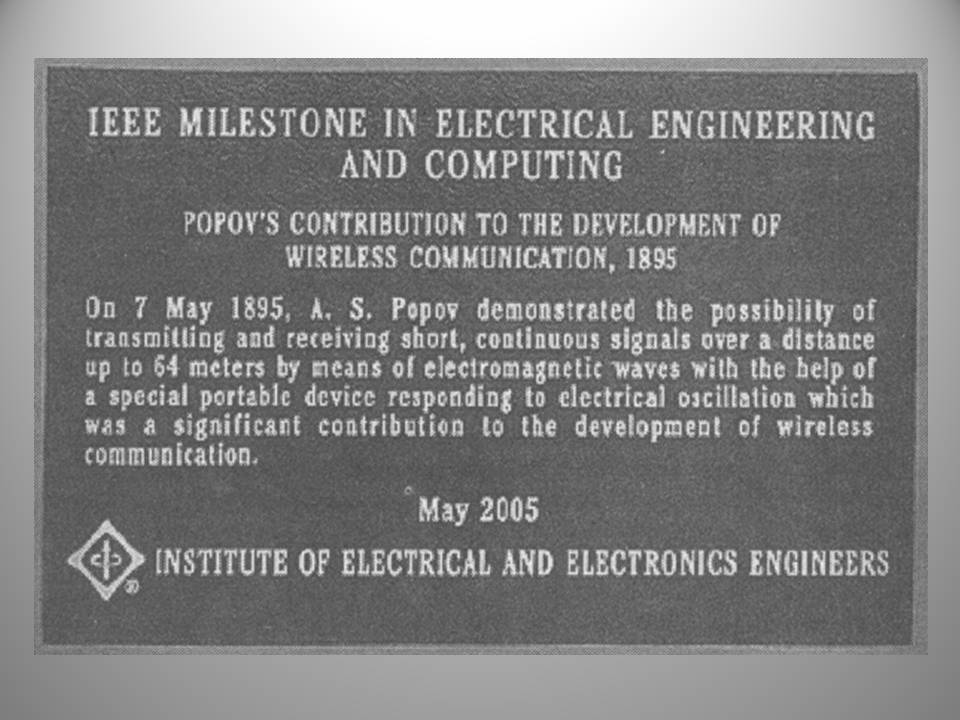 IEEE MILESTONE IN ELECTRICAL ENGINEERING
AND COMPUTING
POPOV'S CONTRIBUTION TO THE DEVELOPMENT OF
WIRELESS COMMUNICATION, 1895
On 7 May 1895, A. S. Popov demonstrated the possibility of
transmitting and receiving short, continuous signals over a distance
up to 64 meters by means of electromagnetic waves with the help of
a special portable device responding to electrical oscillation which
was a significant contribution to the development of wireless
communication.
May 2005
®
INSTITUTE OF ELECTRICAL AND ELECTRONICS ENGINEERS